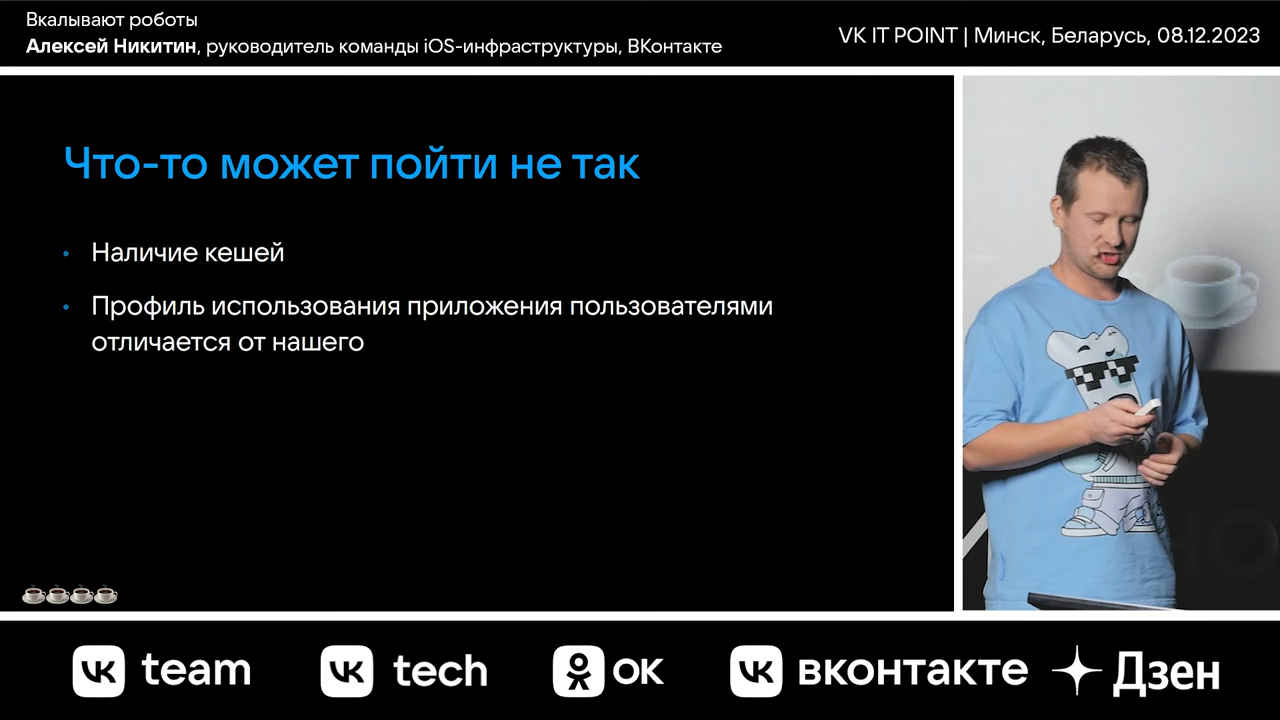 Вкалывают роботы
Алексей Никитин, руководитель команды iOS-инфраструктуры, ВКонтакте
VK IT POINT | Минск, Беларусь, 08.12.2023
Что-то может пойти не так
• Наличие кешей
• Профиль использования приложения пользователями
отличается от нашего
team
tech
ок
вконтакте
Дзен